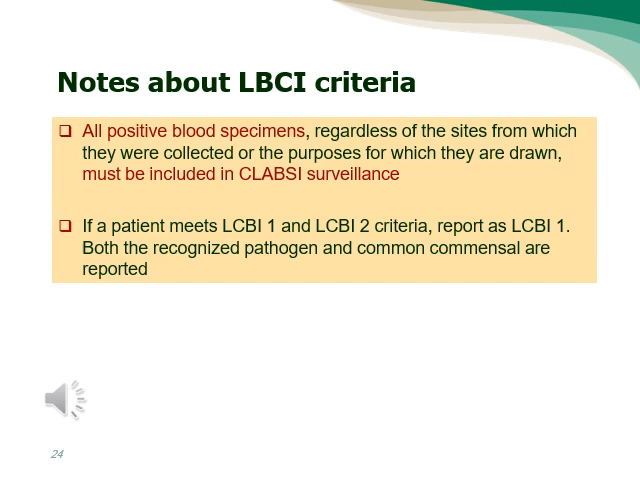 Notes about LBCI criteria
All positive blood specimens, regardless of the sites from which
they were collected or the purposes for which they are drawn,
must be included in CLABSI surveillance
If a patient meets LCBI 1 and LCBI 2 criteria, report as LCBI 1.
Both the recognized pathogen and common commensal are
reported
24